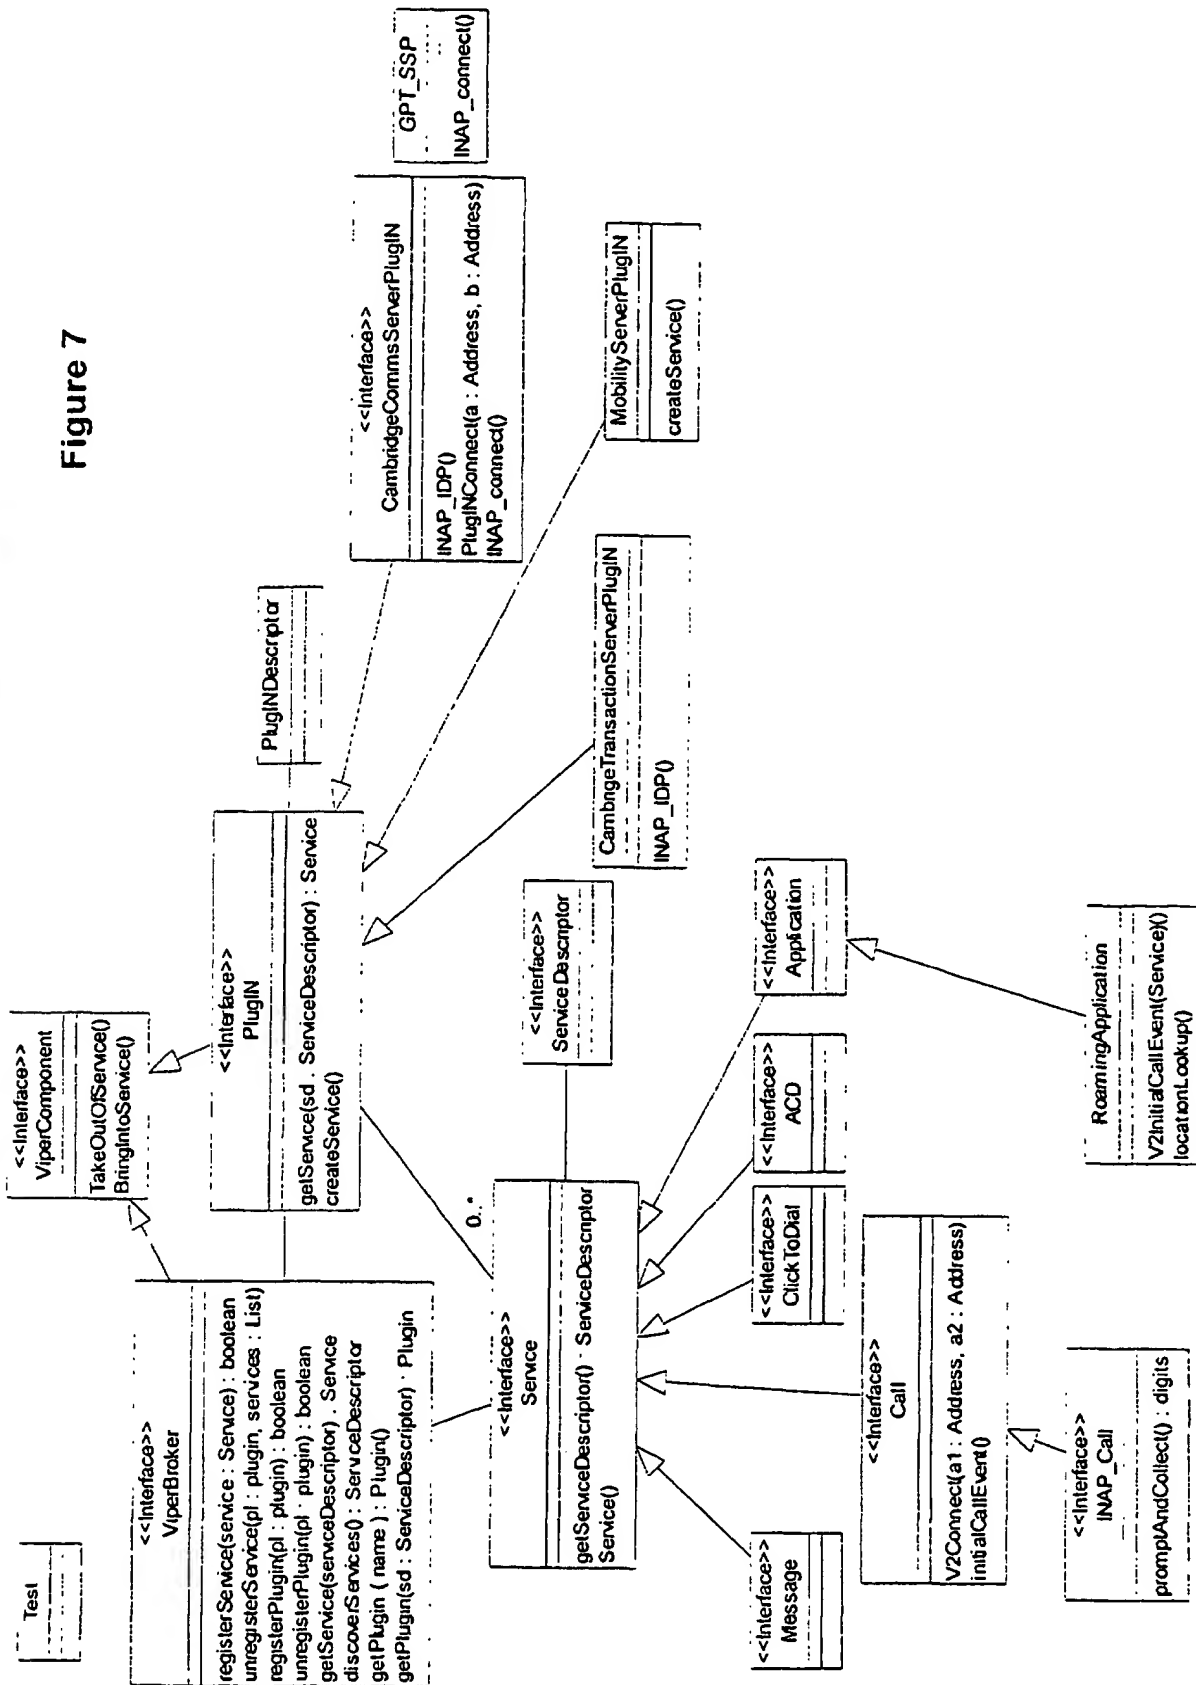 Figure 7
Test
<<Interface>>
ViperBroker
registerService(service : Service) : boolean
unregisterService(pl : plugin, services : List)
registerPlugin(pl : plugin) : boolean
unregisterPlugin(pl : plugin) : boolean
getService(serviceDescriptor) . Service
discoverServices() : ServiceDescriptor
getPlugin ( name ) : Plugin()
getPlugin(sd : ServiceDescriptor) · Plugin
<<Interface>>
ViperComponent
TakeOutOfService()
BringIntoService()
<<Interface>>
PlugIN
getService(sd . ServiceDescriptor) : Service
createService()
PlugINDescriptor
<<Interface>>
CambridgeCommsServerPlugIN
INAP_IDP()
PlugINConnect(a : Address, b : Address)
INAP_connect()
GPT_SSP
INAP_connect()
MobilityServerPlugIN
createService()
CambrigeTransactionServerPlugIN
INAP_IDP()
0..*
<<Interface>>
Service
getServiceDescriptor() · ServiceDescriptor
Service()
<<Interface>>
ServiceDescriptor
<<Interface>>
Message
<<Interface>>
Call
V2Connect(a1 : Address, a2 : Address)
initialCallEvent()
<<Interface>>
ClickToDial
<<Interface>>
ACD
<<Interface>>
Application
<<Interface>>
INAP_Call
promptAndCollect() : digits
RoamingApplication
V2InitialCallEvent(Service)()
locationLookup()